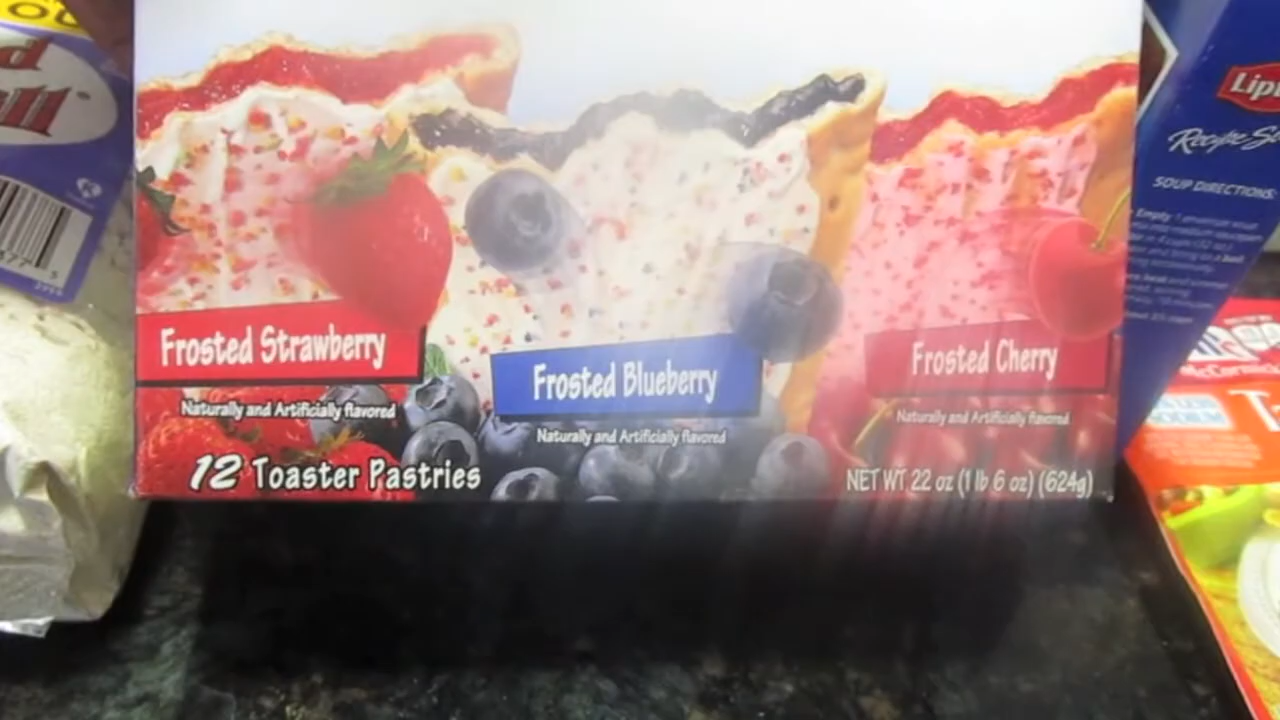 Frosted Strawberry
Naturally and Artificially flavored
12 Toaster Pastries
Frosted Blueberry
Naturally and Artificially flavored
Frosted Cherry
Naturally and Artificially flavored
NET WT 22 oz (1 lb 6 oz) (624g)
SOUP DIRECTIONS
McCormick